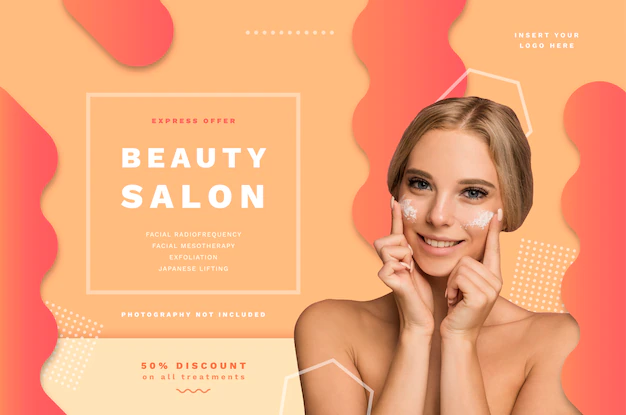 INSERT YOUR
LOGO HERE
EXPRESS OFFER
BEAUTY
SALON
FACIAL RADIOFREQUENCY
FACIAL MESOTHERAPY
EXFOLIATION
JAPANESE LIFTING
PHOTOGRAPHY NOT INCLUDED
50% DISCOUNT
on all treatments